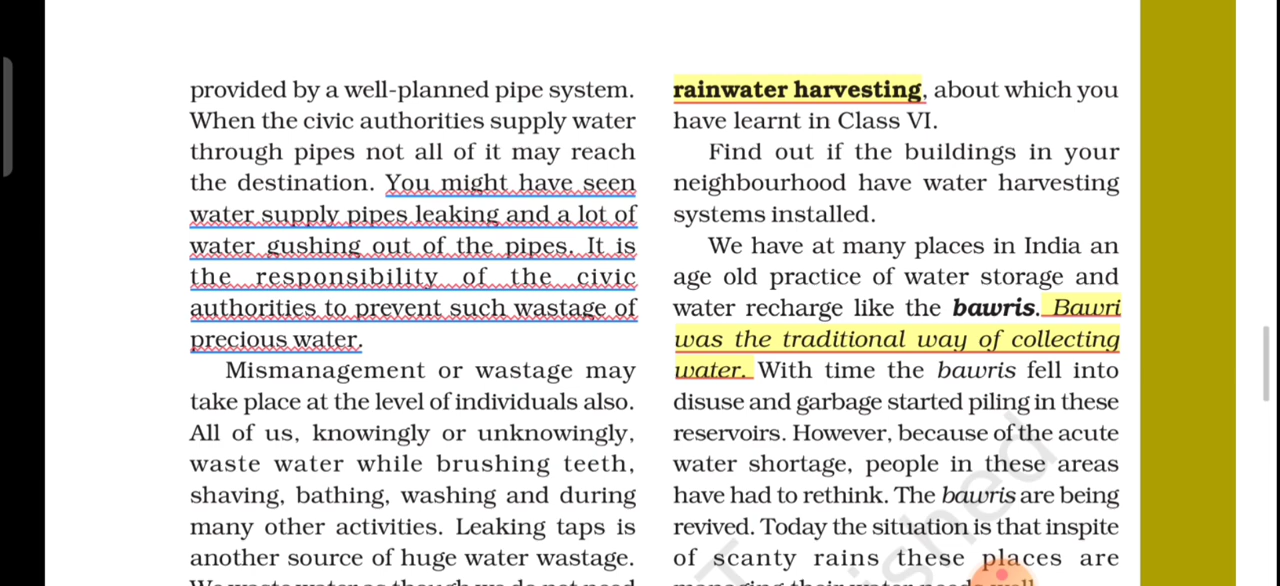 provided by a well-planned pipe system.
When the civic authorities supply water
through pipes not all of it may reach
the destination. You might have seen
water supply pipes leaking and a lot of
water gushing out of the pipes. It is
the responsibility of the civic
authorities to prevent such wastage of
precious water.
Mismanagement or wastage may
take place at the level of individuals also.
All of us, knowingly or unknowingly,
waste water while brushing teeth,
shaving, bathing, washing and during
many other activities. Leaking taps is
another source of huge water wastage.
rainwater harvesting, about which you
have learnt in Class VI.
Find out if the buildings in your
neighbourhood have water harvesting
systems installed.
We have at many places in India an
age old practice of water storage and
water recharge like the bawris. Bawri
was the traditional way of collecting
water. With time the bawris fell into
disuse and garbage started piling in these
reservoirs. However, because of the acute
water shortage, people in these areas
have had to rethink. The bawris are being
revived. Today the situation is that inspite
of scanty rains these places are